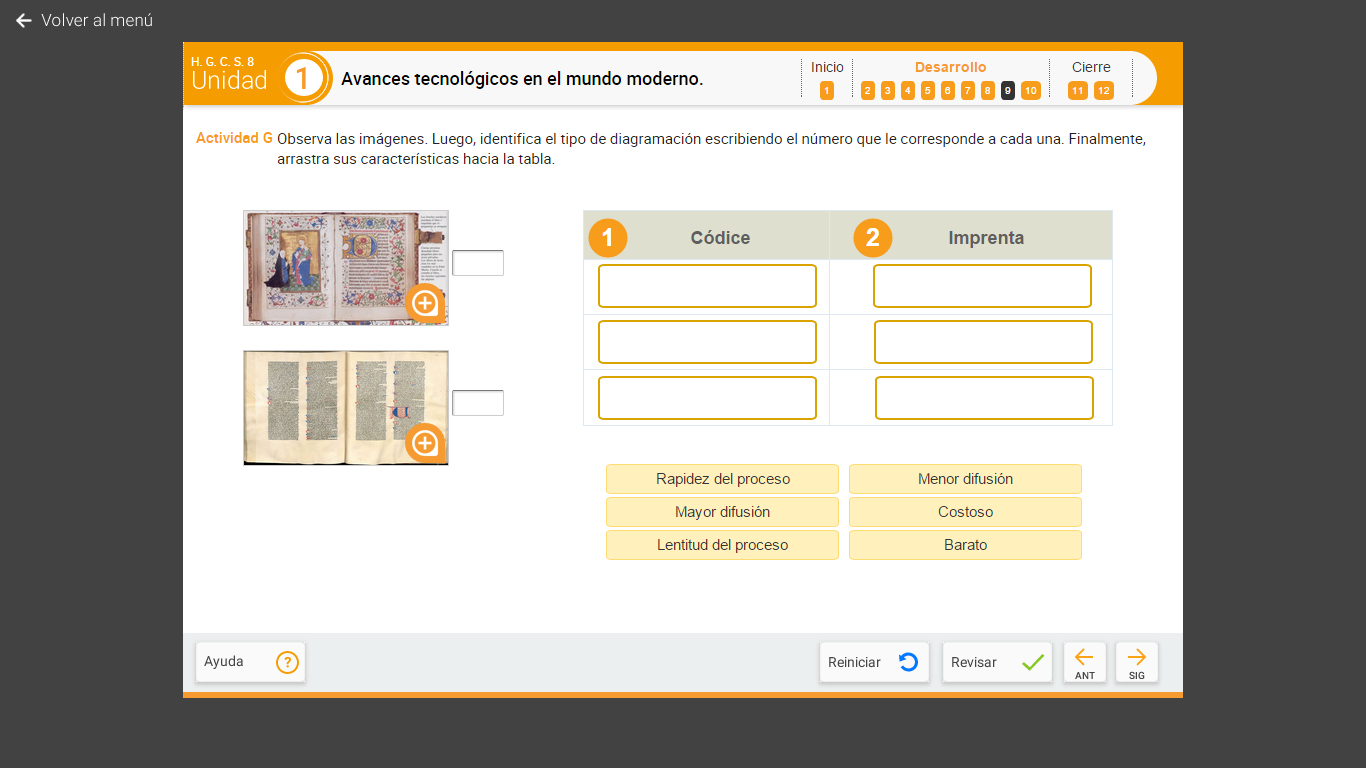 Volver al menú
H. G. C. S. 8
Unidad 1
Avances tecnológicos en el mundo moderno.
Inicio
1
Desarrollo
2 3 4 5 6 7 8 9 10
Cierre
11 12
Actividad G Observa las imágenes. Luego, identifica el tipo de diagramación escribiendo el número que le corresponde a cada una. Finalmente,
arrastra sus características hacia la tabla.
1 Códice
2 Imprenta
Rapidez del proceso
Menor difusión
Mayor difusión
Costoso
Lentitud del proceso
Barato
Ayuda ?
Reiniciar
Revisar
ANT
SIG